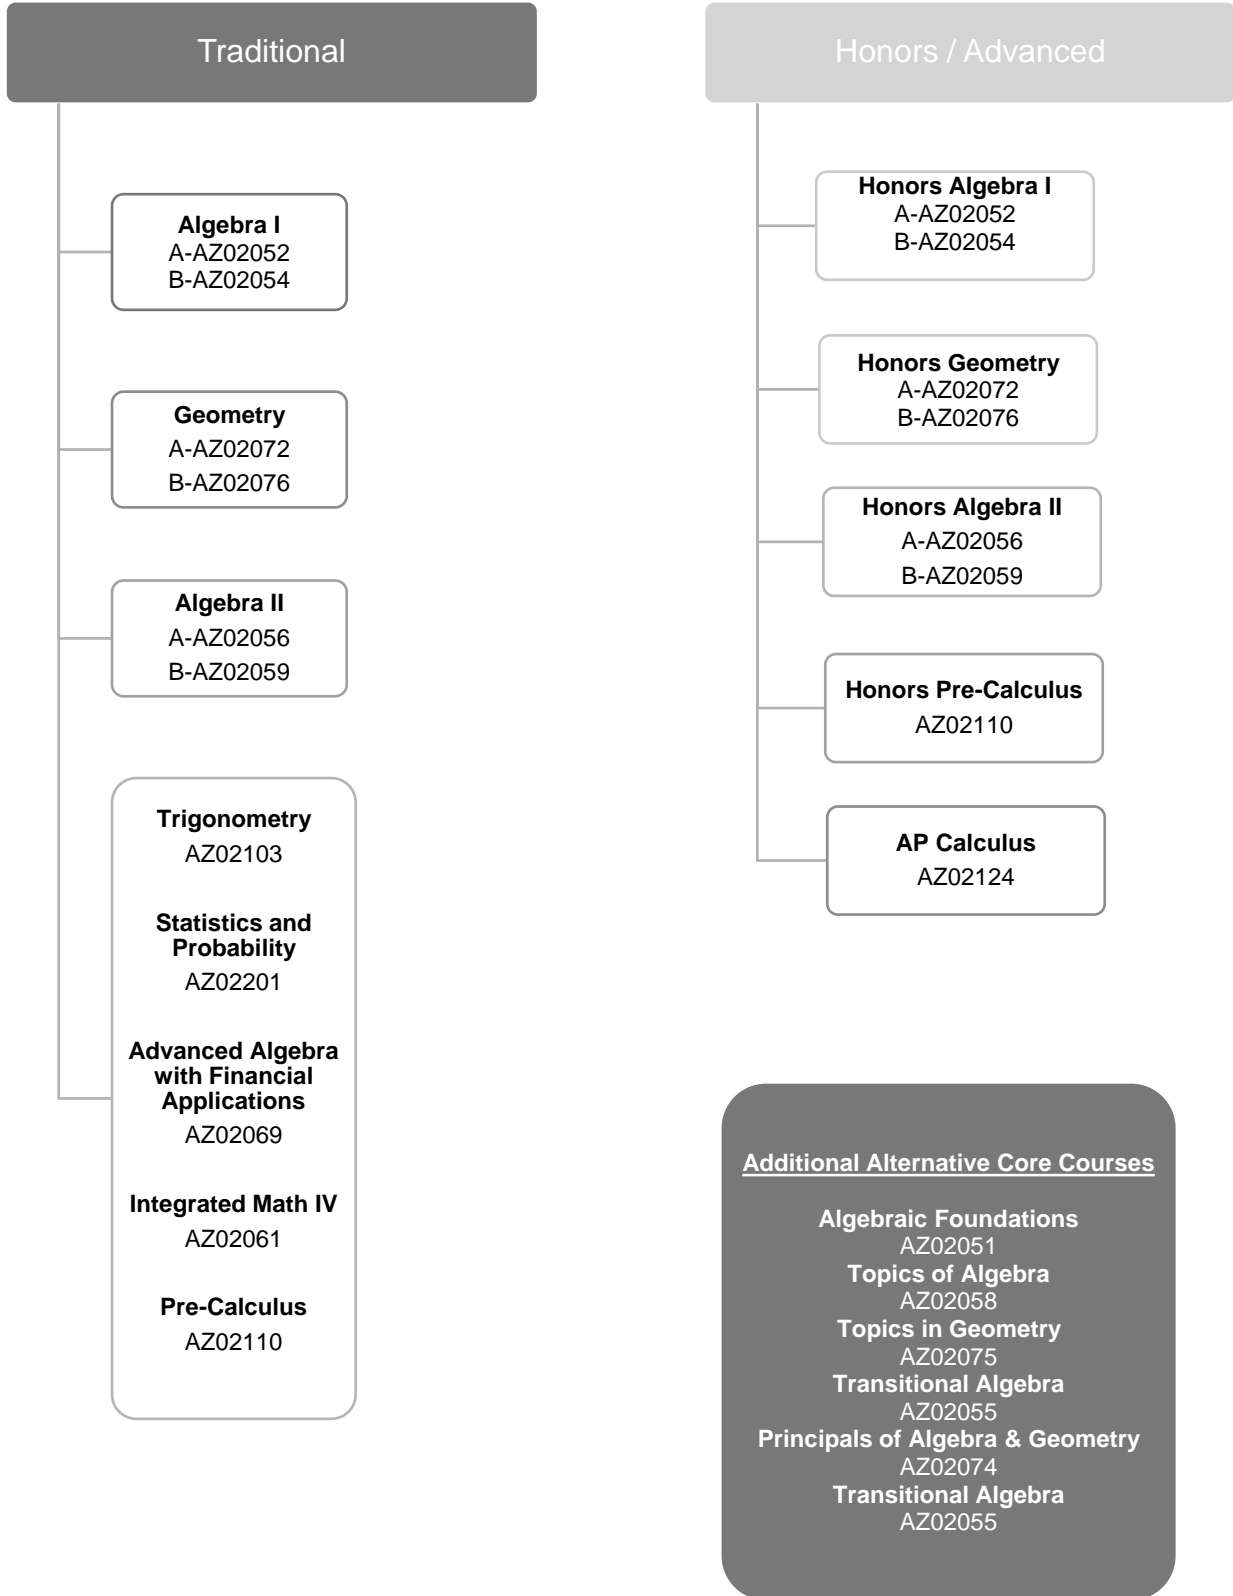 Traditional
Algebra I
A-AZ02052
B-AZ02054
Geometry
A-AZ02072
B-AZ02076
Algebra II
A-AZ02056
B-AZ02059
Trigonometry
AZ02103
Statistics and
Probability
AZ02201
Advanced Algebra
with Financial
Applications
AZ02069
Integrated Math IV
AZ02061
Pre-Calculus
AZ02110
Honors / Advanced
Honors Algebra I
A-AZ02052
B-AZ02054
Honors Geometry
A-AZ02072
B-AZ02076
Honors Algebra II
A-AZ02056
B-AZ02059
Honors Pre-Calculus
AZ02110
AP Calculus
AZ02124
Additional Alternative Core Courses
Algebraic Foundations
AZ02051
Topics of Algebra
AZ02058
Topics in Geometry
AZ02075
Transitional Algebra
AZ02055
Principals of Algebra & Geometry
AZ02074
Transitional Algebra
AZ02055